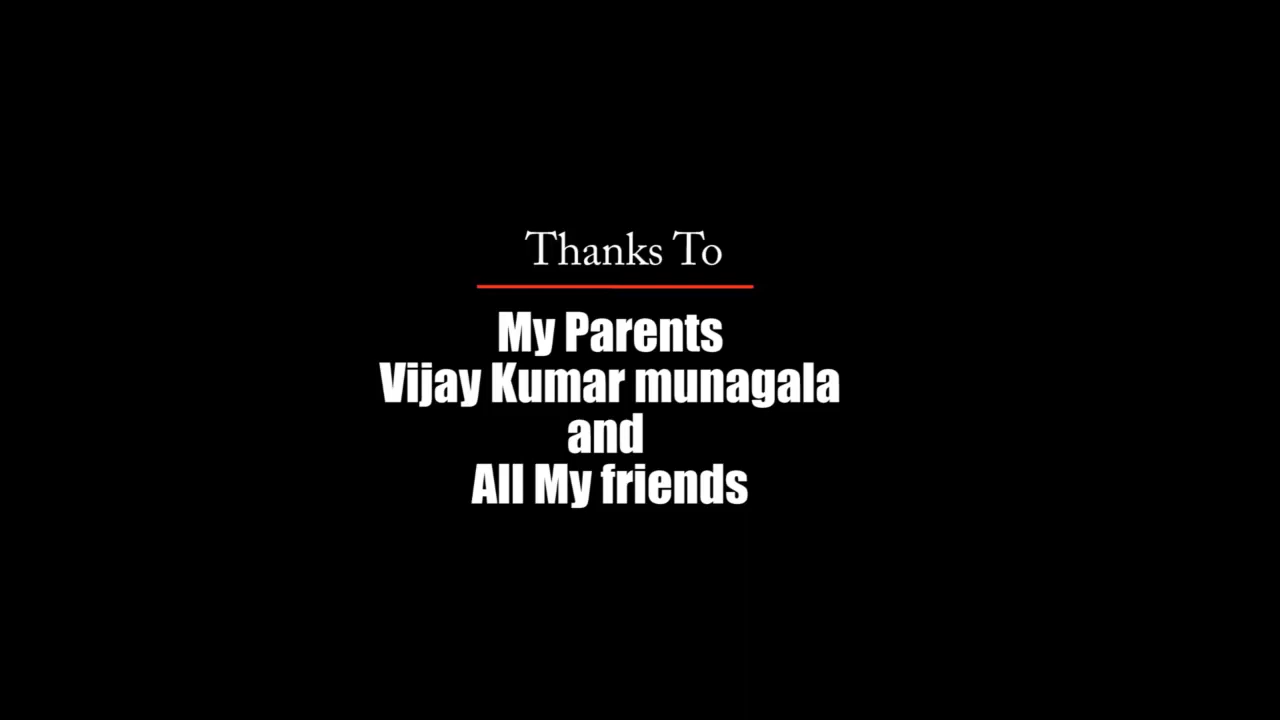 Thanks To
My Parents
Vijay Kumar munagala
and
All My friends